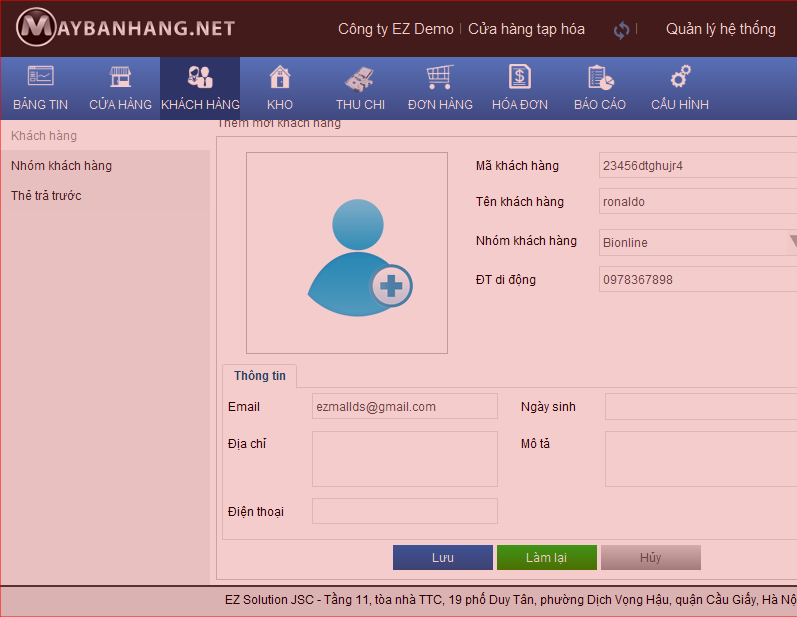 MAYBANHANG.NET
Công ty EZ Demo | Cửa hàng tạp hóa | Quản lý hệ thống
BẢNG TIN CỬA HÀNG KHÁCH HÀNG KHO THU CHI ĐƠN HÀNG HÓA ĐƠN BÁO CÁO CẤU HÌNH
Khách hàng
Nhóm khách hàng
Thẻ trả trước
Thêm mới khách hàng
Mã khách hàng 23456dtghujr4
Tên khách hàng ronaldo
Nhóm khách hàng Bionline
ĐT di động 0978367898
Thông tin
Email ezmallds@gmail.com Ngày sinh
Địa chỉ Mô tả
Điện thoại
Lưu Làm lại Hủy
EZ Solution JSC - Tầng 11, tòa nhà TTC, 19 phố Duy Tân, phường Dịch Vọng Hậu, quận Cầu Giấy, Hà Nộ